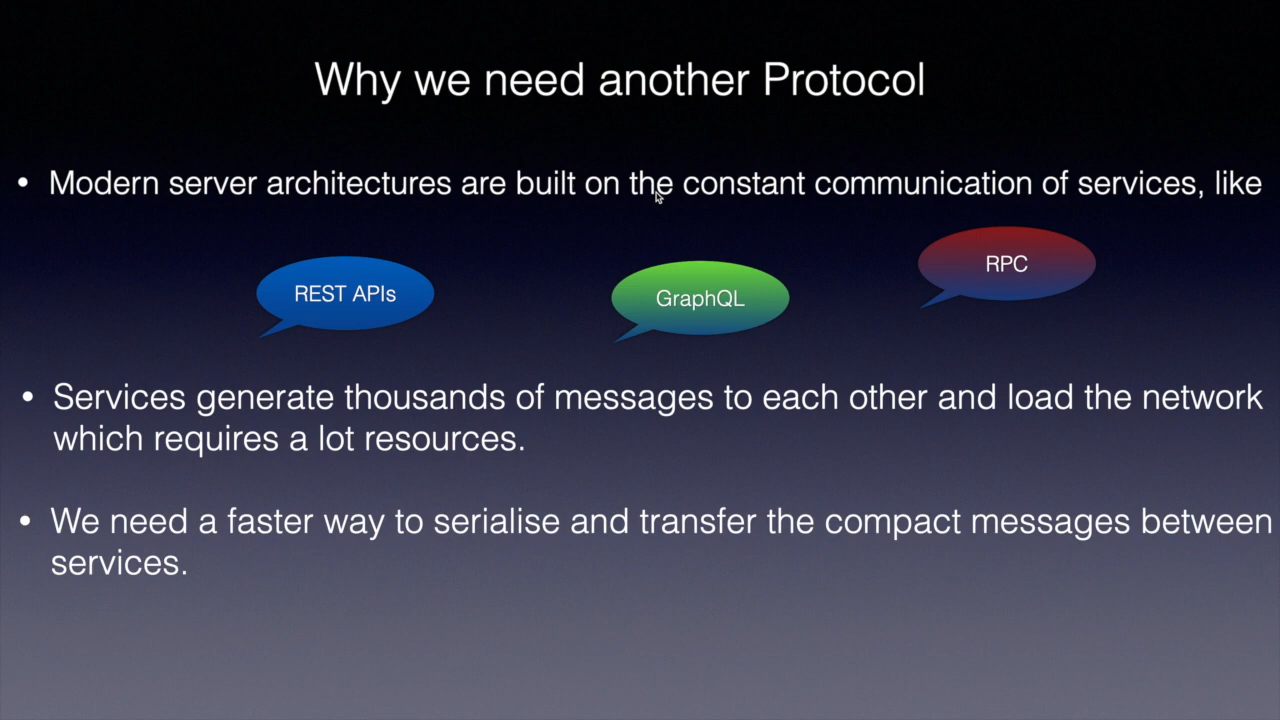 Why we need another Protocol
• Modern server architectures are built on the constant communication of services, like
REST APIs
GraphQL
RPC
• Services generate thousands of messages to each other and load the network
which requires a lot resources.
• We need a faster way to serialise and transfer the compact messages between
services.